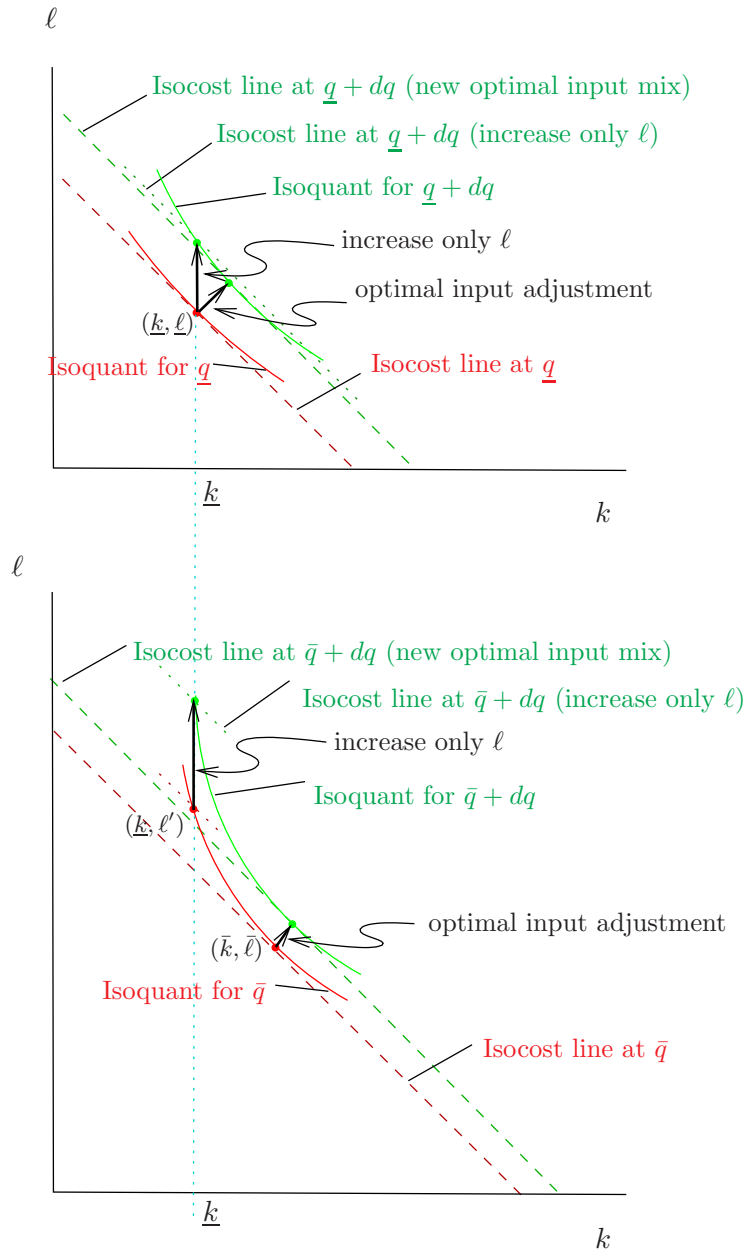 ℓ
Isocost line at q̲ + dq (new optimal input mix)
Isocost line at q̲ + dq (increase only ℓ)
Isoquant for q̲ + dq
increase only ℓ
optimal input adjustment
(k̲, ℓ̲)
Isoquant for q̲
Isocost line at q̲
k̲
k
ℓ
Isocost line at q̄ + dq (new optimal input mix)
Isocost line at q̄ + dq (increase only ℓ)
increase only ℓ
Isoquant for q̄ + dq
(k̲, ℓ′)
optimal input adjustment
(k̄, ℓ̄)
Isoquant for q̄
Isocost line at q̄
k̲
k